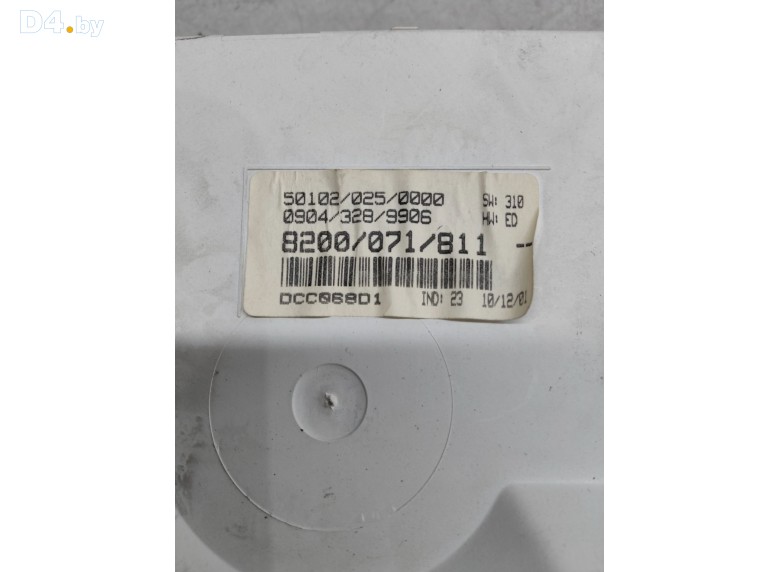 D4.by
50102/025/0000 SW: 310
0904/328/9906 HW: ED
8200/071/811 --
DCC068D1 IND: 23 10/12/01